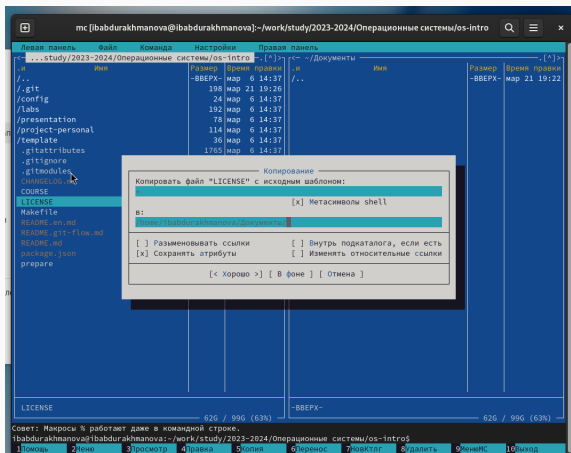 mc [ibabdurakhmanova@ibabdurakhmanova]:~/work/study/2023-2024/Операционные системы/os-intro
Левая панель Файл Команда Настройки Правая панель
<— ...study/2023-2024/Операционные системы/os-intro —.[^]>
<— ~/Документы —.[^]>
.и Имя Размер Время правки
.и Имя Размер Время правки
/.. -ВВЕРХ- мар 6 14:37
/.. -ВВЕРХ- мар 21 19:22
/.git 198 мар 21 19:26
/config 24 мар 6 14:37
/labs 192 мар 6 14:37
/presentation 78 мар 6 14:37
/project-personal 114 мар 6 14:37
/template 36 мар 6 14:37
.gitattributes 1765 мар 6 14:37
.gitignore
.gitmodules
CHANGELOG.
COURSE
LICENSE
Makefile
README.en.md
README.git-flow.md
README.md
package.json
prepare
Копирование
Копировать файл "LICENSE" с исходным шаблоном:
*
[x] Метасимволы shell
в:
/home/ibabdurakhmanova/Документы/
[ ] Разыменовывать ссылки [ ] Внутрь подкаталога, если есть
[x] Сохранять атрибуты [ ] Изменять относительные ссылки
[< Хорошо >] [ В фоне ] [ Отмена ]
LICENSE
-ВВЕРХ-
62G / 99G (63%)
62G / 99G (63%)
Совет: Макросы % работают даже в командной строке.
ibabdurakhmanova@ibabdurakhmanova:~/work/study/2023-2024/Операционные системы/os-intro$
1Помощь 2Меню 3Просмотр 4Правка 5Копия 6Перенос 7НовКтлг 8Удалить 9МенюMC 10Выход